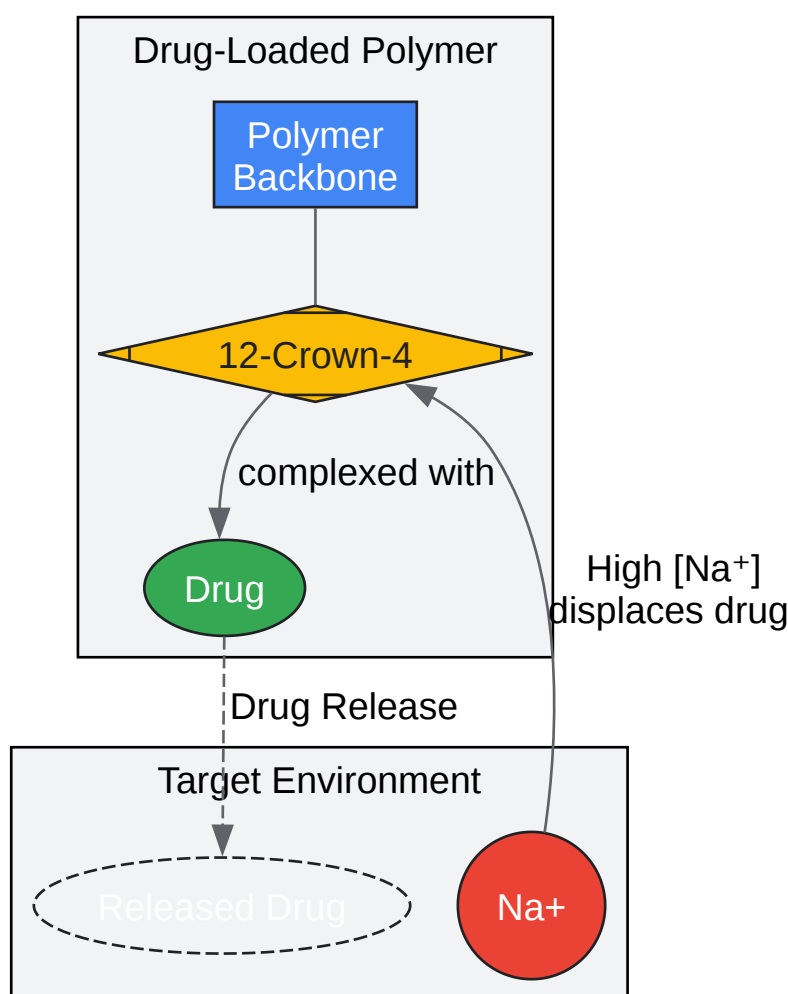 Drug-Loaded Polymer
Polymer
Backbone
12-Crown-4
complexed with
Drug
High [Na⁺]
displaces drug
Drug Release
Target Environment
Released Drug
Na+